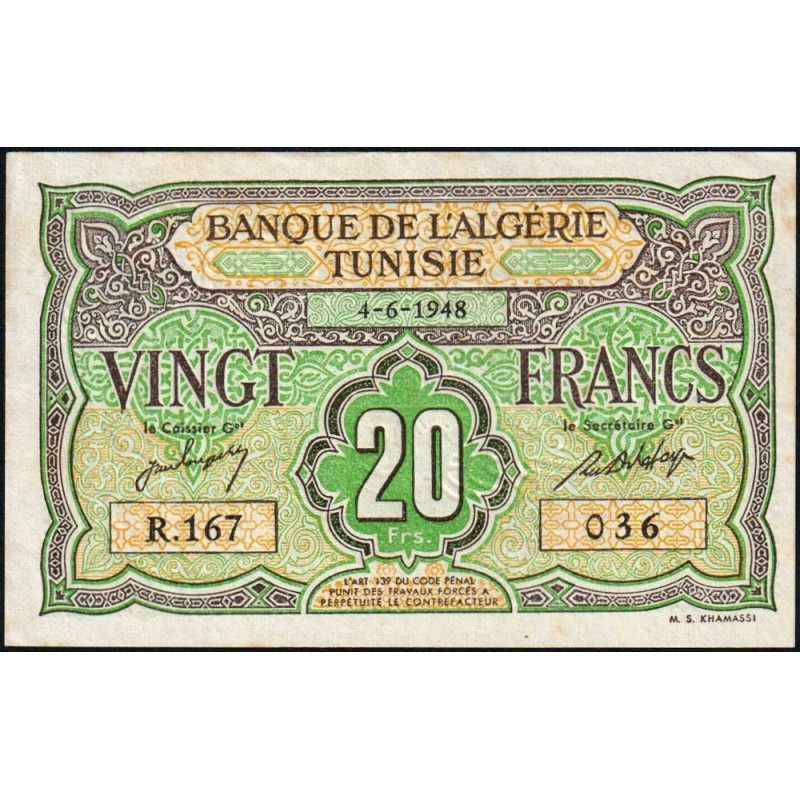 BANQUE DE L'ALGÉRIE
TUNISIE
4-6-1948
VINGT FRANCS
le Caissier Gal le Secrétaire Gal
20
Frs.
R.167 036
L'ART 139 DU CODE PÉNAL
PUNIT DES TRAVAUX FORCÉS A
PERPÉTUITÉ LE CONTREFACTEUR
M. S. KHAMASSI